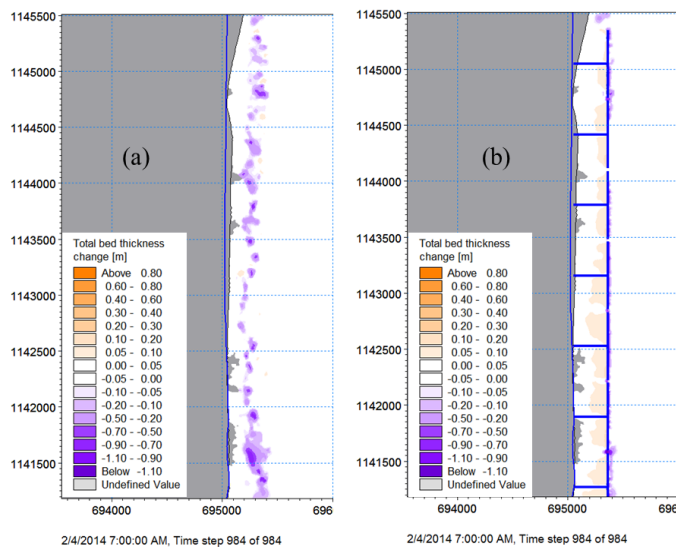 1145500
1145000
1144500
(a)
1144000
1143500
Total bed thickness
change [m]
Above 0.80
0.60 - 0.80
0.40 - 0.60
0.30 - 0.40
0.20 - 0.30
0.10 - 0.20
0.05 - 0.10
0.00 - 0.05
-0.05 - 0.00
-0.10 - -0.05
-0.20 - -0.10
-0.50 - -0.20
-0.70 - -0.50
-0.90 - -0.70
-1.10 - -0.90
Below -1.10
Undefined Value
1143000
1142500
1142000
1141500
694000
695000
696
2/4/2014 7:00:00 AM, Time step 984 of 984
1145500
1145000
1144500
(b)
1144000
1143500
Total bed thickness
change [m]
Above 0.80
0.60 - 0.80
0.40 - 0.60
0.30 - 0.40
0.20 - 0.30
0.10 - 0.20
0.05 - 0.10
0.00 - 0.05
-0.05 - 0.00
-0.10 - -0.05
-0.20 - -0.10
-0.50 - -0.20
-0.70 - -0.50
-0.90 - -0.70
-1.10 - -0.90
Below -1.10
Undefined Value
1143000
1142500
1142000
1141500
694000
695000
696
2/4/2014 7:00:00 AM, Time step 984 of 984